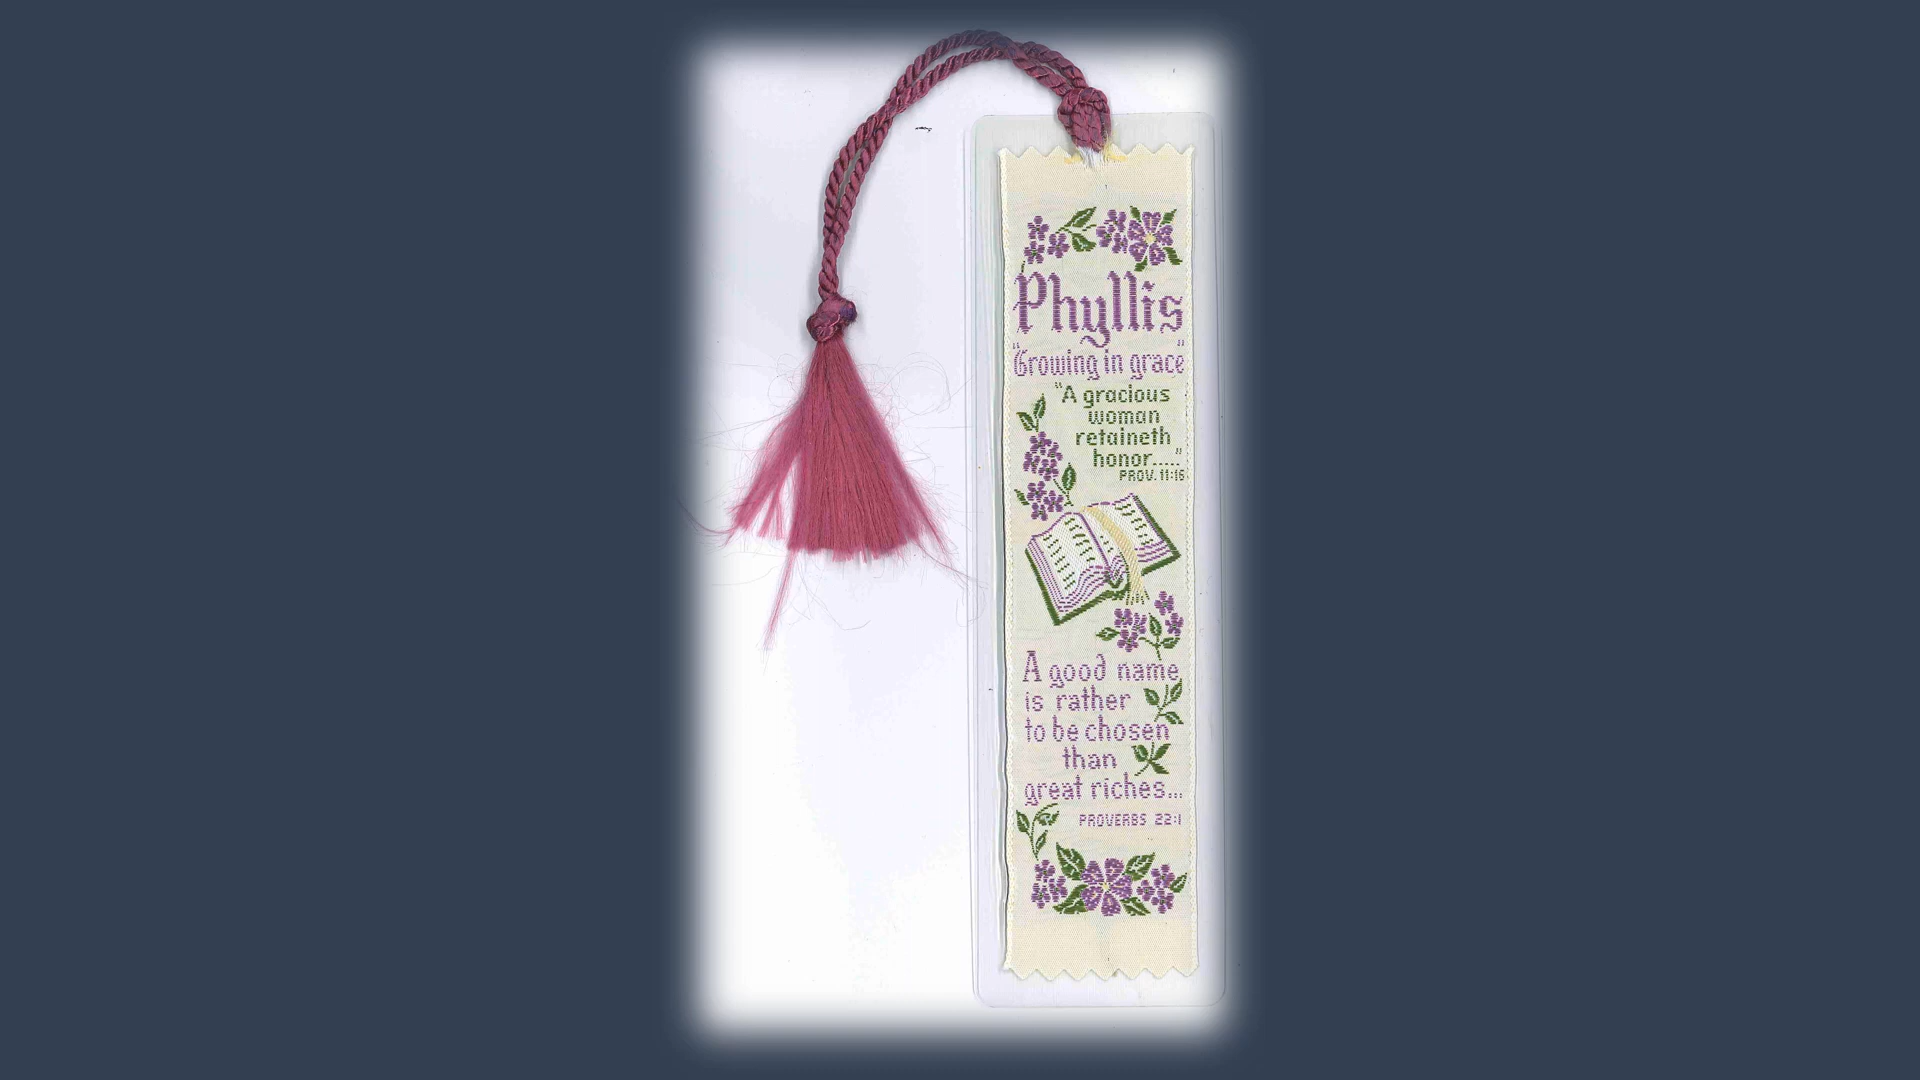 Phyllis
"Growing in grace"
"A gracious
woman
retaineth
honor....."
PROV. 11:16
A good name
is rather
to be chosen
than
great riches...
PROVERBS 22:1